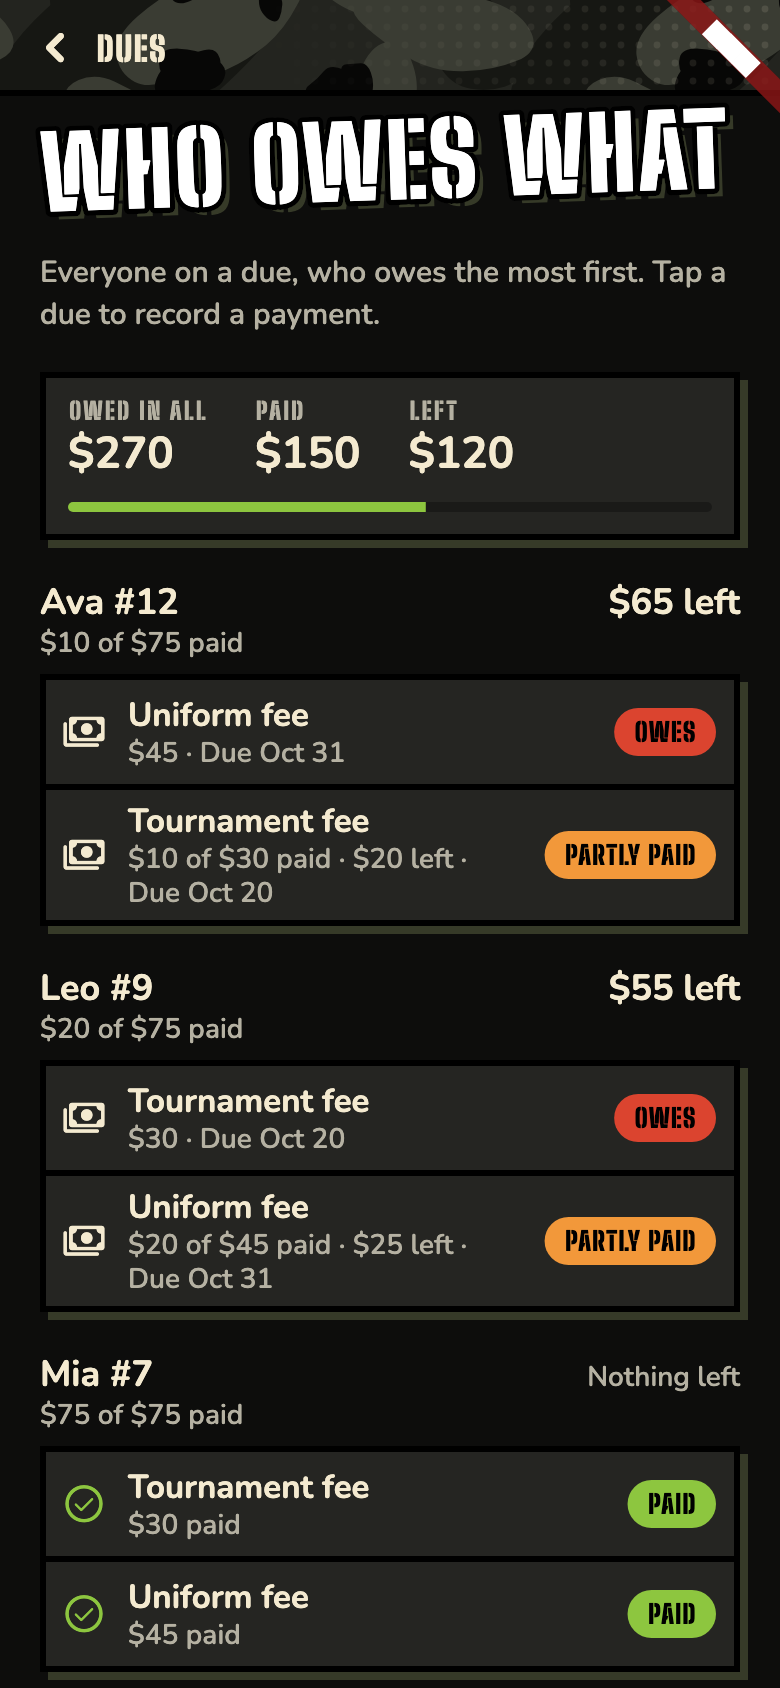 DUES
WHO OWES WHAT
Everyone on a due, who owes the most first. Tap a
due to record a payment.
OWED IN ALL PAID LEFT
$270 $150 $120
Ava #12 $65 left
$10 of $75 paid
Uniform fee
$45 · Due Oct 31
OWES
Tournament fee
$10 of $30 paid · $20 left ·
Due Oct 20
PARTLY PAID
Leo #9 $55 left
$20 of $75 paid
Tournament fee
$30 · Due Oct 20
OWES
Uniform fee
$20 of $45 paid · $25 left ·
Due Oct 31
PARTLY PAID
Mia #7 Nothing left
$75 of $75 paid
Tournament fee
$30 paid
PAID
Uniform fee
$45 paid
PAID